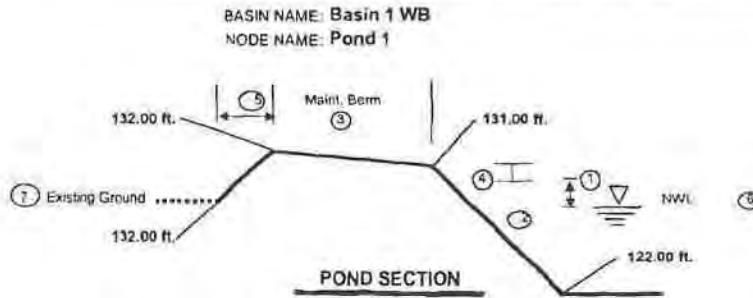 BASIN NAME: Basin 1 WB
NODE NAME: Pond 1
5
132.00 ft.
Maint. Berm
3
131.00 ft.
4
1
7 Existing Ground
NWL
6
2
132.00 ft.
122.00 ft.
POND SECTION